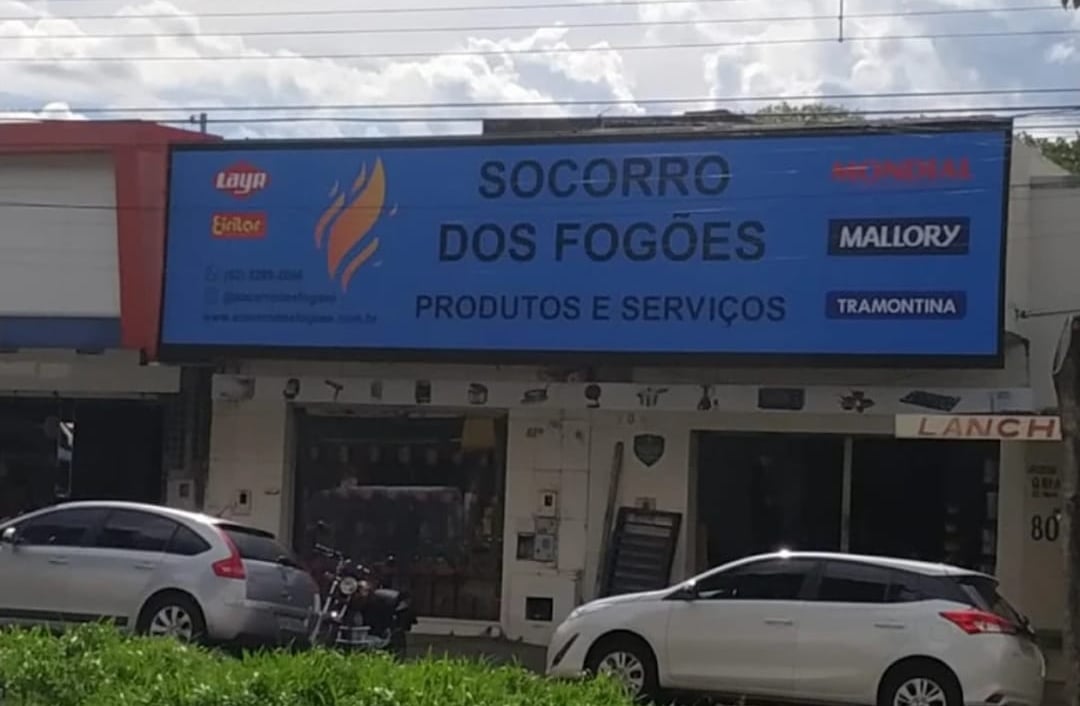 Layr
Eirilar
SOCORRO
DOS FOGÕES
PRODUTOS E SERVIÇOS
MONDIAL
MALLORY
TRAMONTINA
LANCH
80